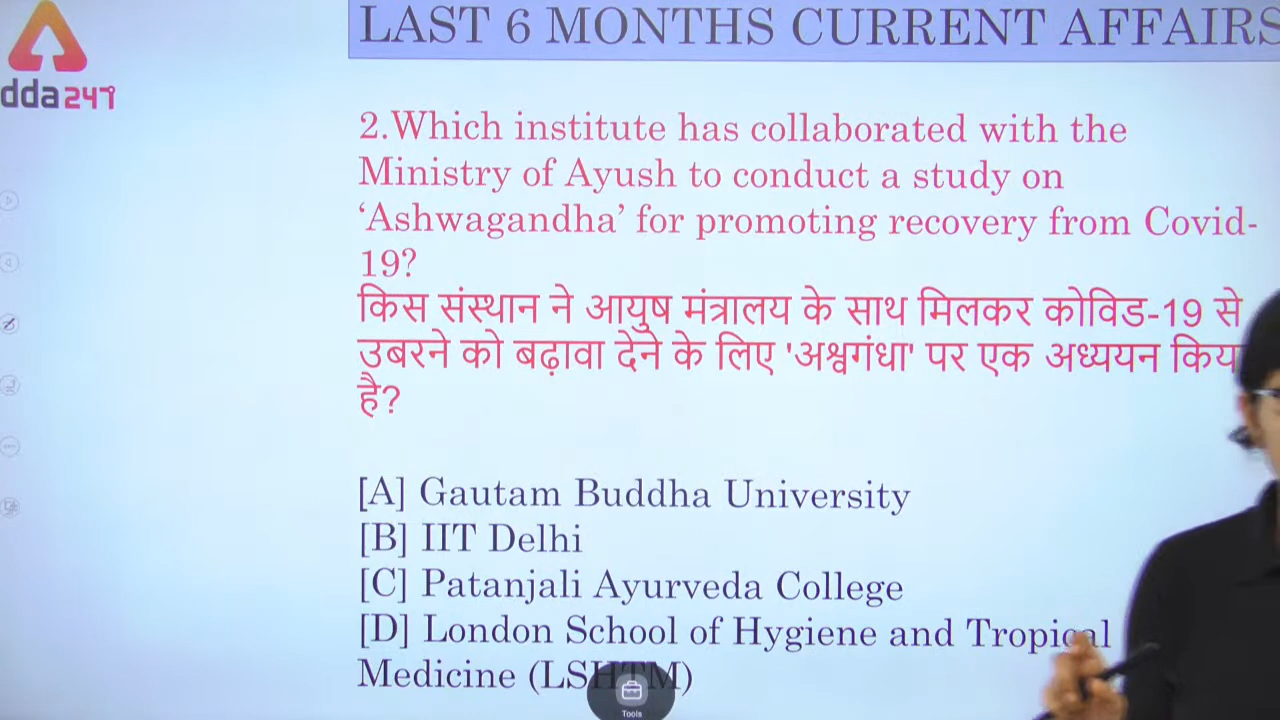 LAST 6 MONTHS CURRENT AFFAIRS
dda247
2.Which institute has collaborated with the
Ministry of Ayush to conduct a study on
‘Ashwagandha’ for promoting recovery from Covid-
19?
किस संस्थान ने आयुष मंत्रालय के साथ मिलकर कोविड-19 से
उबरने को बढ़ावा देने के लिए 'अश्वगंधा' पर एक अध्ययन
है?
[A] Gautam Buddha University
[B] IIT Delhi
[C] Patanjali Ayurveda College
[D] London School of Hygiene and Tropical
Medicine (LSHTM)
Tools